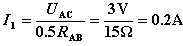 I₁ = U_AC / 0.5R_AB = 3V / 15Ω = 0.2A